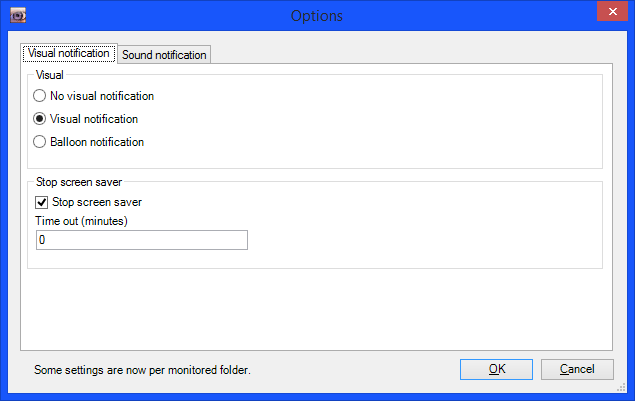 Options
Visual notification
Sound notification
Visual
No visual notification
Visual notification
Balloon notification
Stop screen saver
Stop screen saver
Time out (minutes)
0
Some settings are now per monitored folder.
OK
Cancel